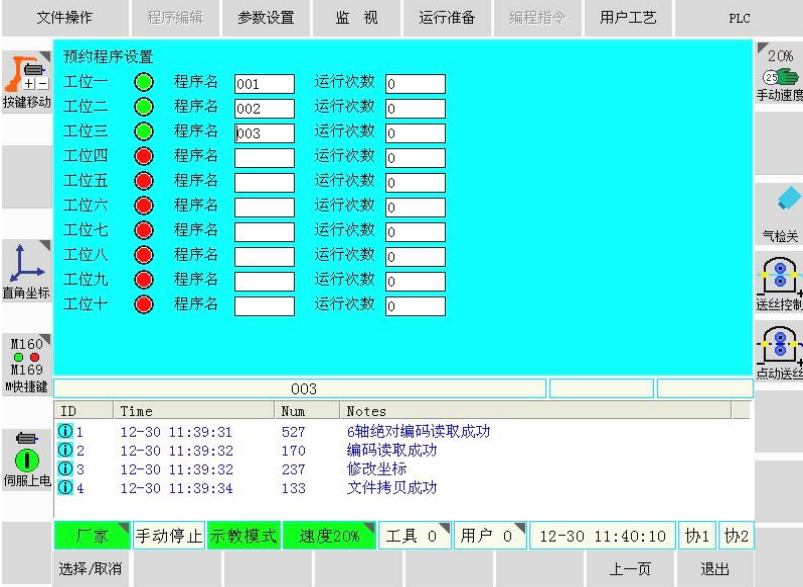 文件操作 程序编辑 参数设置 监 视 运行准备 编程指令 用户工艺 PLC
预约程序设置
工位一 程序名 001 运行次数 0
工位二 程序名 002 运行次数 0
工位三 程序名 003 运行次数 0
工位四 程序名 运行次数 0
工位五 程序名 运行次数 0
工位六 程序名 运行次数 0
工位七 程序名 运行次数 0
工位八 程序名 运行次数 0
工位九 程序名 运行次数 0
工位十 程序名 运行次数 0
按键移动
直角坐标
M160
M169
M快捷键
伺服上电
20%
25
手动速度
气检关
送丝控制
点动送丝
003
ID Time Num Notes
1 12-30 11:39:31 527 6轴绝对编码读取成功
2 12-30 11:39:32 170 编码读取成功
3 12-30 11:39:32 237 修改坐标
4 12-30 11:39:34 133 文件拷贝成功
厂家 手动停止 示教模式 速度20% 工具 0 用户 0 12-30 11:40:10 协1 协2
选择/取消 上一页 退出